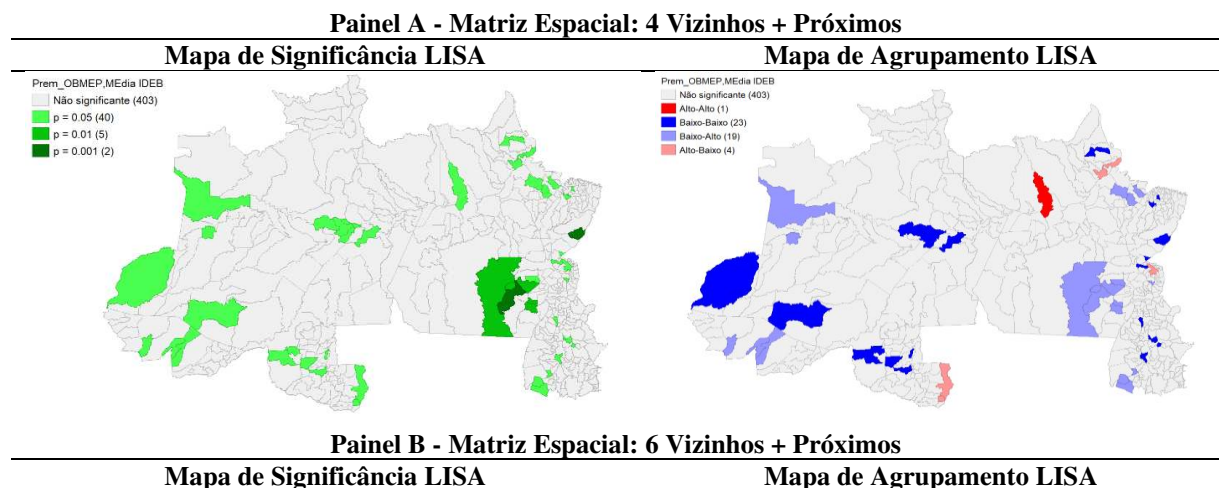 Painel A - Matriz Espacial: 4 Vizinhos + Próximos
Mapa de Significância LISA
Mapa de Agrupamento LISA
Prem_OBMEP,MEdia IDEB
Não significante (403)
p = 0.05 (40)
p = 0.01 (5)
p = 0.001 (2)
Prem_OBMEP,MEdia IDEB
Não significante (403)
Alto-Alto (1)
Baixo-Baixo (23)
Baixo-Alto (19)
Alto-Baixo (4)
Painel B - Matriz Espacial: 6 Vizinhos + Próximos
Mapa de Significância LISA
Mapa de Agrupamento LISA